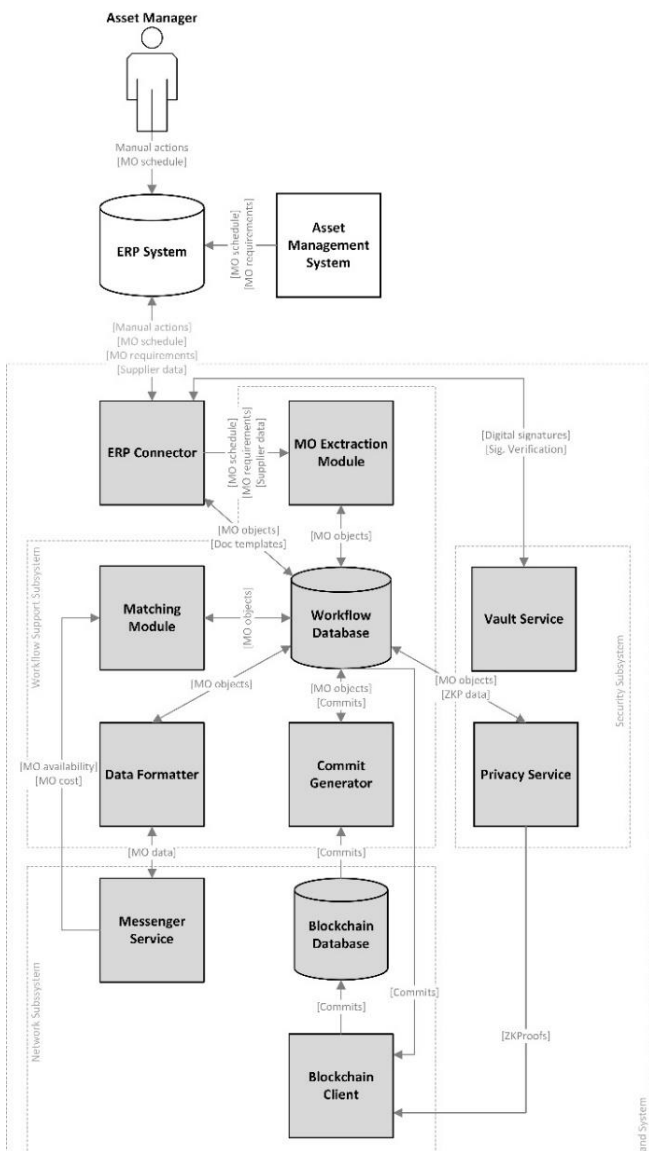 Asset Manager
Manual actions
[MO schedule]
ERP System
[MO schedule]
[MO requirements]
Asset
Management
System
[Manual actions]
[MO schedule]
[MO requirements]
[Supplier data]
ERP Connector
[MO schedule]
[MO requirements]
[Supplier data]
MO Exctraction
Module
[Digital signatures]
[Sig. Verification]
[MO objects]
[Doc templates]
[MO objects]
Workflow Support Subsystem
Matching
Module
[MO objects]
Workflow
Database
Vault Service
Security Subsystem
[MO objects]
[MO objects]
[Commits]
[MO objects]
[ZKP data]
[MO availability]
[MO cost]
Data Formatter
Commit
Generator
Privacy Service
[MO data]
[Commits]
Network Subssystem
Messenger
Service
Blockchain
Database
[Commits]
[Commits]
[ZKProofs]
Blockchain
Client
and System